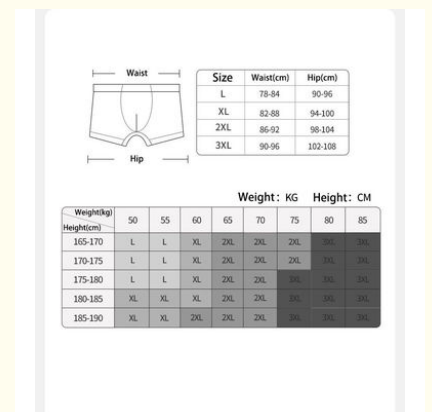 Waist
Hip
Size Waist(cm) Hip(cm)
L 78-84 90-96
XL 82-88 94-100
2XL 86-92 98-104
3XL 90-96 102-108
Weight: KG Height: CM
Weight(kg) 50 55 60 65 70 75 80 85
Height(cm)
165-170 L L XL 2XL 2XL 2XL 3XL 3XL
170-175 L L XL 2XL 2XL 2XL 3XL 3XL
175-180 L L XL 2XL 2XL 3XL 3XL 3XL
180-185 XL XL XL 2XL 2XL 3XL 3XL 3XL
185-190 XL XL 2XL 2XL 2XL 3XL 3XL 3XL